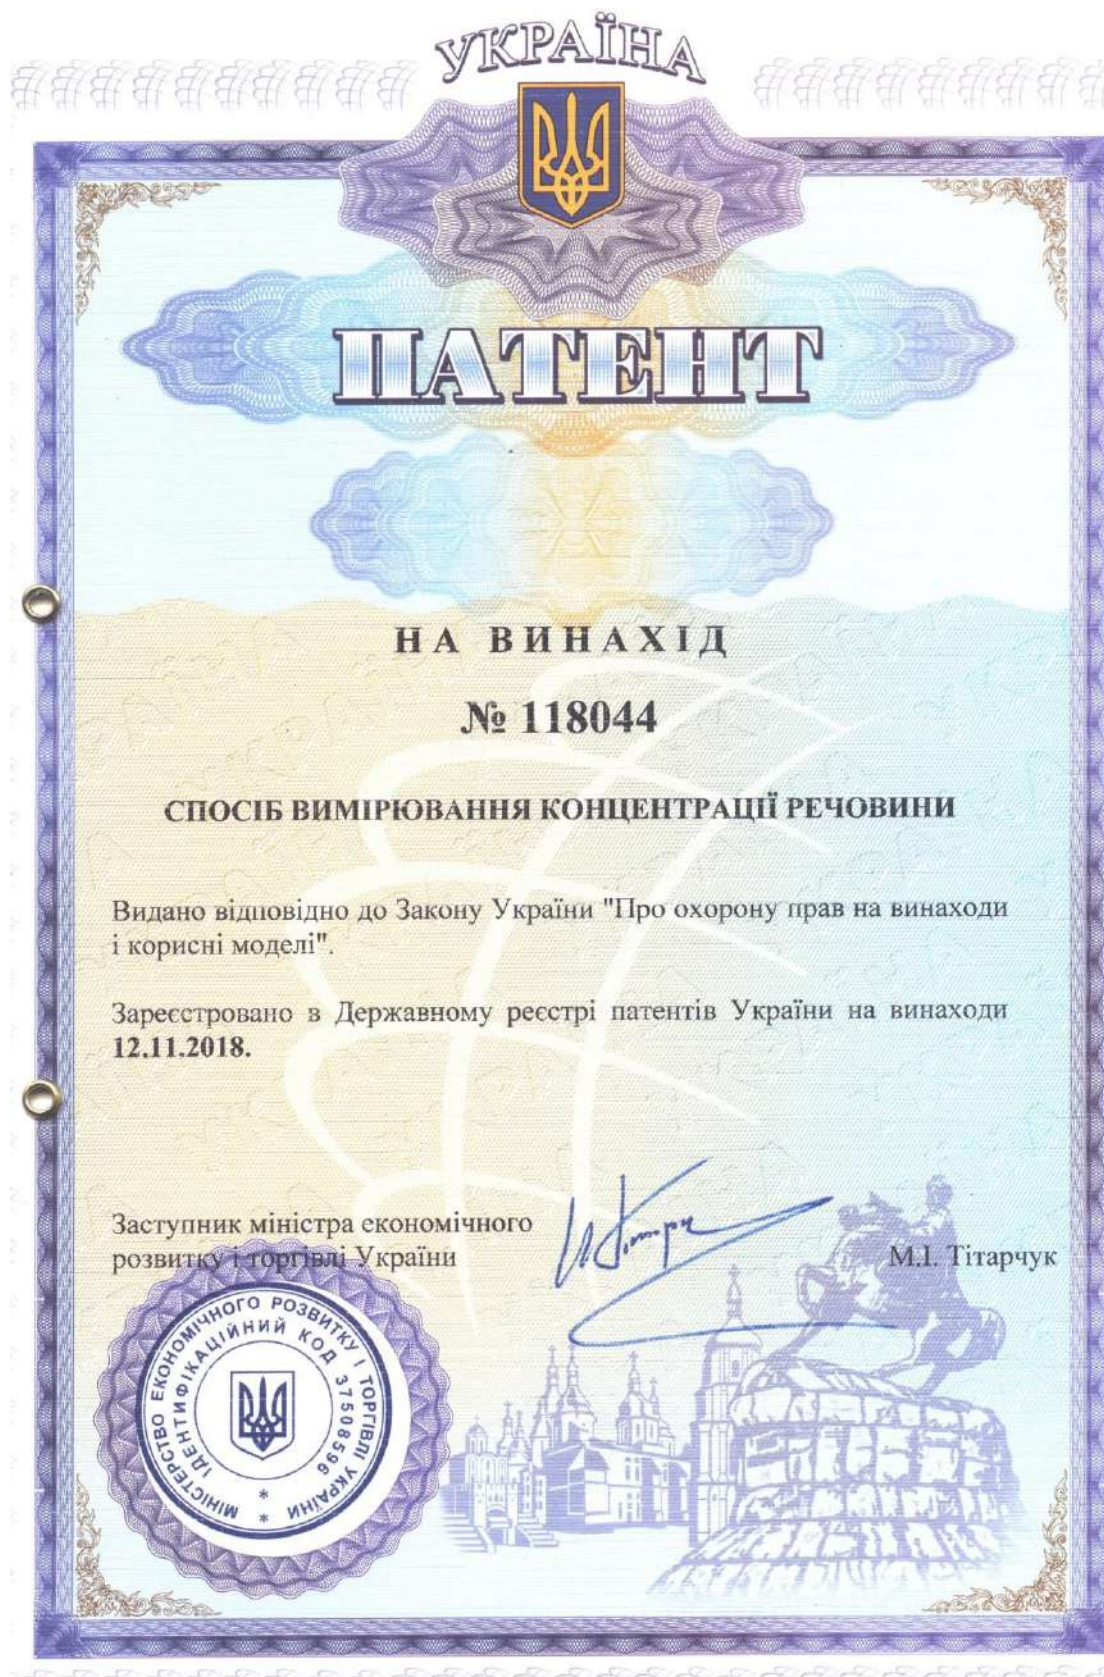 УКРАЇНА
ПАТЕНТ
НА ВИНАХІД
№ 118044
СПОСІБ ВИМІРЮВАННЯ КОНЦЕНТРАЦІЇ РЕЧОВИНИ
Видано відповідно до Закону України "Про охорону прав на винаходи
і корисні моделі".
Зареєстровано в Державному реєстрі патентів України на винаходи
12.11.2018.
Заступник міністра економічного
розвитку і торгівлі України
М.І. Тітарчук
МІНІСТЕРСТВО ЕКОНОМІЧНОГО РОЗВИТКУ І ТОРГІВЛІ УКРАЇНИ *
ІДЕНТИФІКАЦІЙНИЙ КОД 37508596 *